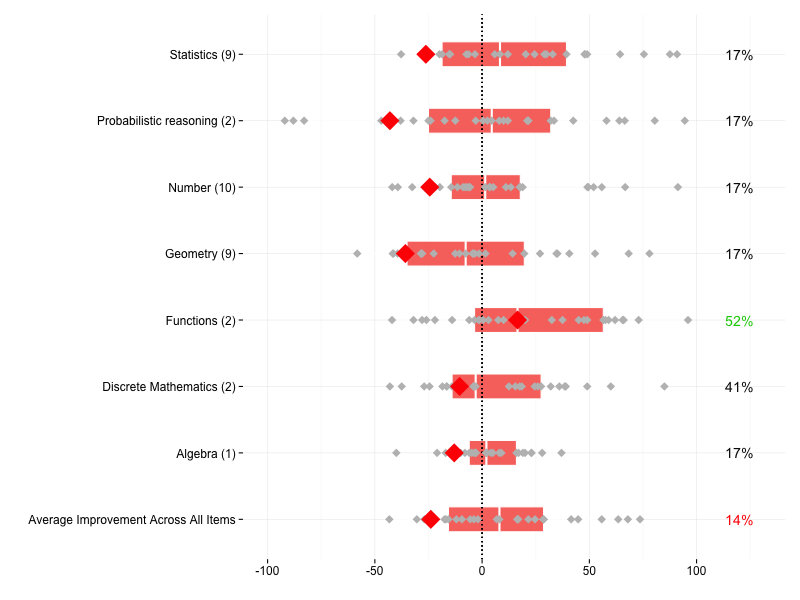 Statistics (9) 17%
Probabilistic reasoning (2) 17%
Number (10) 17%
Geometry (9) 17%
Functions (2) 52%
Discrete Mathematics (2) 41%
Algebra (1) 17%
Average Improvement Across All Items 14%
-100 -50 0 50 100